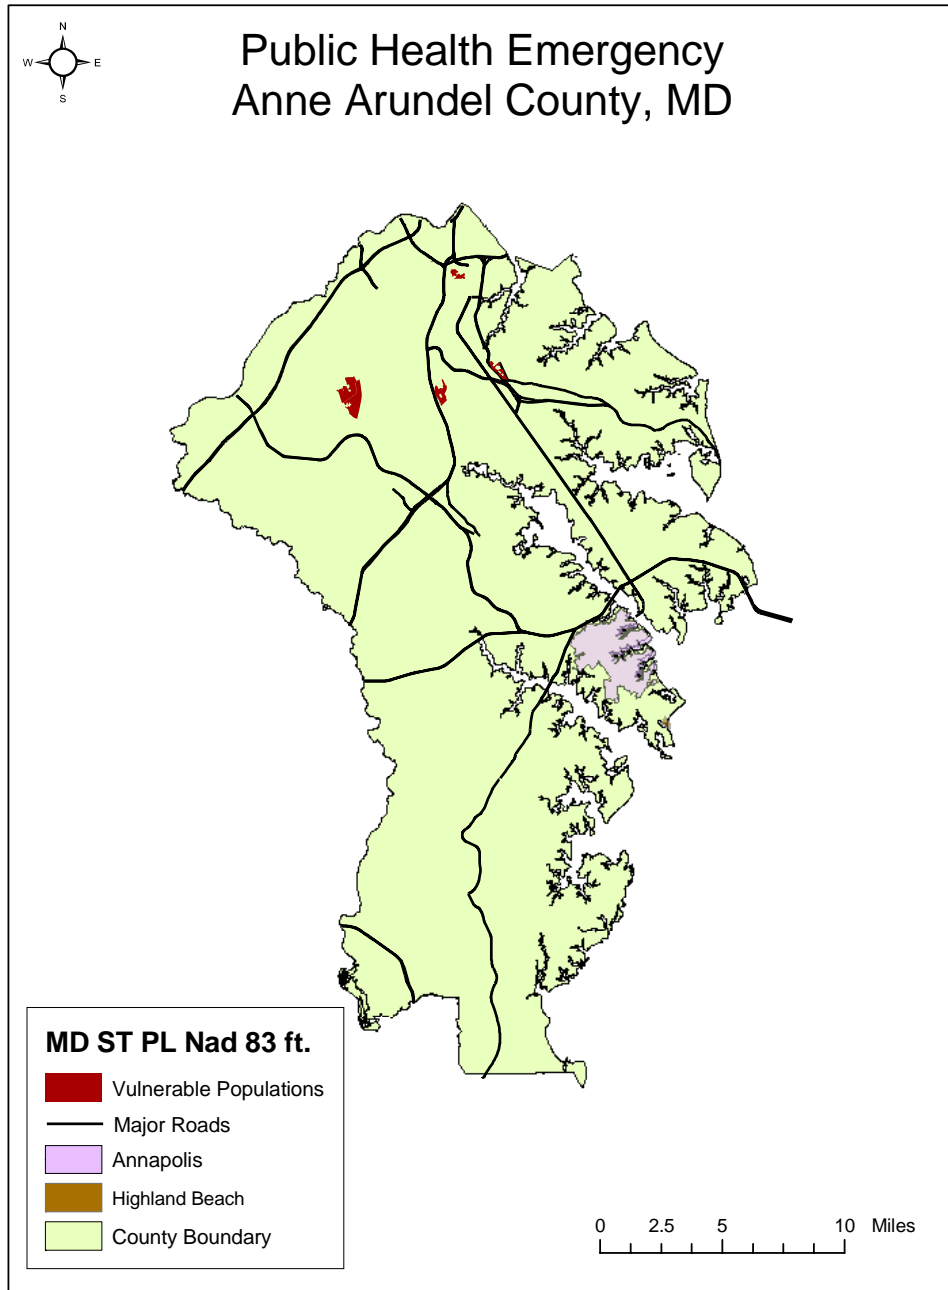 N
W E
S
Public Health Emergency
Anne Arundel County, MD
MD ST PL Nad 83 ft.
Vulnerable Populations
Major Roads
Annapolis
Highland Beach
County Boundary
0 2.5 5 10 Miles